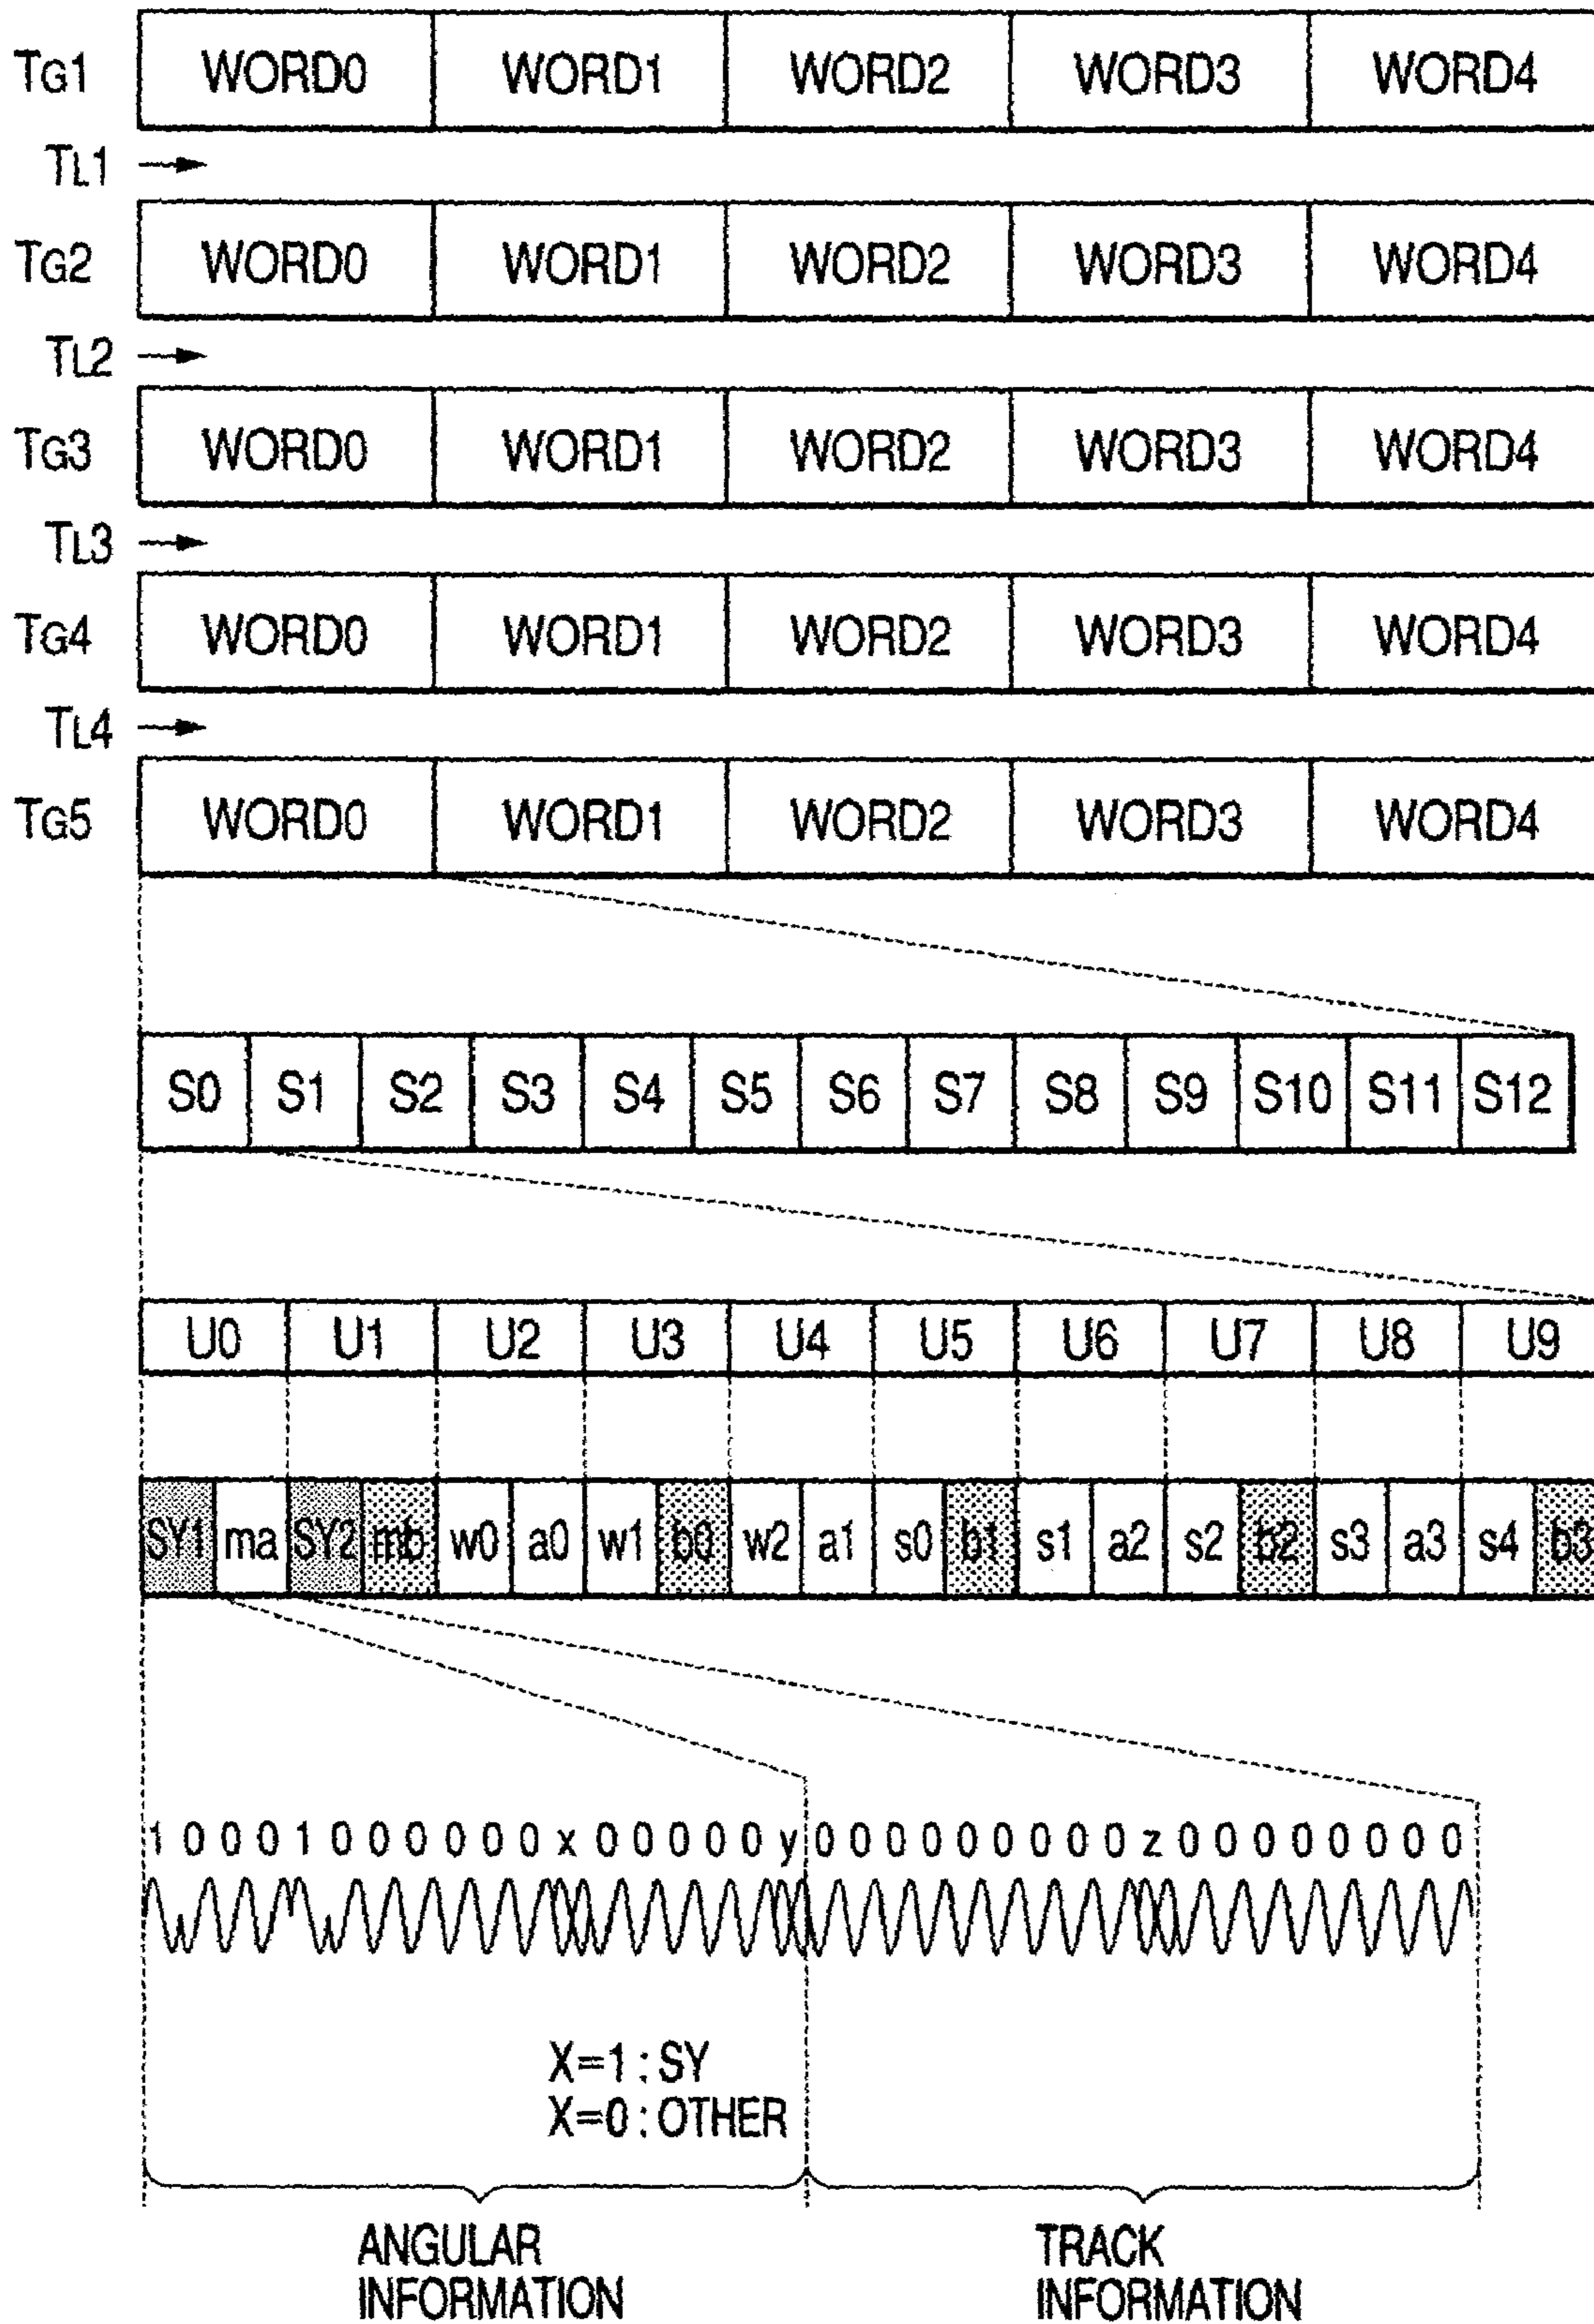 TG1 WORD0 WORD1 WORD2 WORD3 WORD4
TL1
TG2 WORD0 WORD1 WORD2 WORD3 WORD4
TL2
TG3 WORD0 WORD1 WORD2 WORD3 WORD4
TL3
TG4 WORD0 WORD1 WORD2 WORD3 WORD4
TL4
TG5 WORD0 WORD1 WORD2 WORD3 WORD4
S0 S1 S2 S3 S4 S5 S6 S7 S8 S9 S10 S11 S12
U0 U1 U2 U3 U4 U5 U6 U7 U8 U9
SY1 ma SY2 mb w0 a0 w1 b0 w2 a1 s0 b1 s1 a2 s2 b2 s3 a3 s4 b3
1 0 0 0 1 0 0 0 0 0 0 x 0 0 0 0 0 y 0 0 0 0 0 0 0 0 0 z 0 0 0 0 0 0 0 0
X=1 : SY
X=0 : OTHER
ANGULAR
INFORMATION
TRACK
INFORMATION